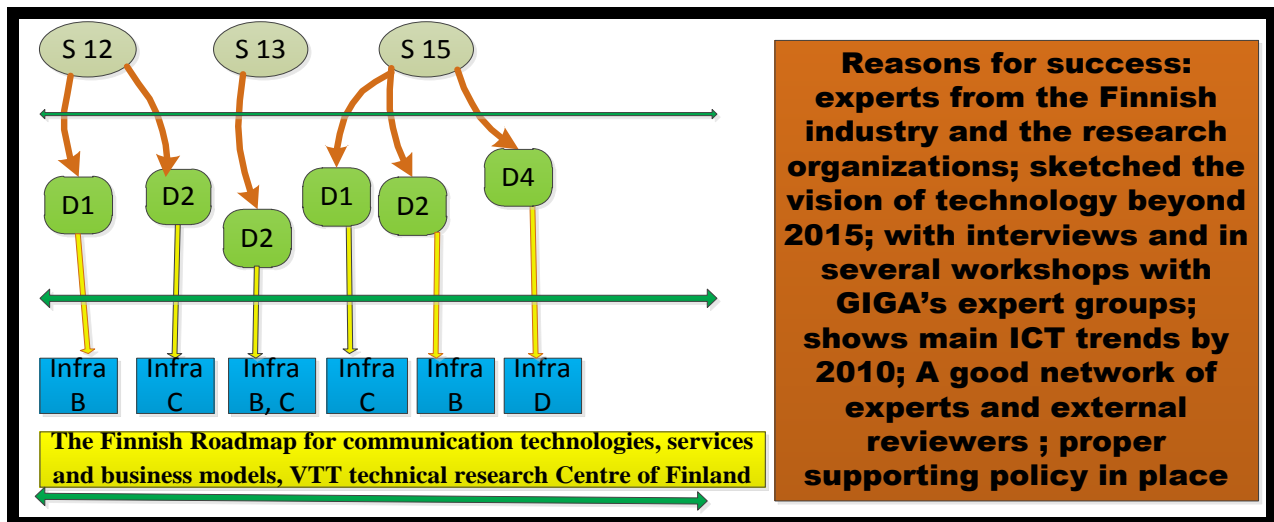 S 12
S 13
S 15
D1
D2
D2
D1
D2
D4
Infra
B
Infra
C
Infra
B, C
Infra
C
Infra
B
Infra
D
The Finnish Roadmap for communication technologies, services
and business models, VTT technical research Centre of Finland
Reasons for success:
experts from the Finnish
industry and the research
organizations; sketched the
vision of technology beyond
2015; with interviews and in
several workshops with
GIGA’s expert groups;
shows main ICT trends by
2010; A good network of
experts and external
reviewers ; proper
supporting policy in place